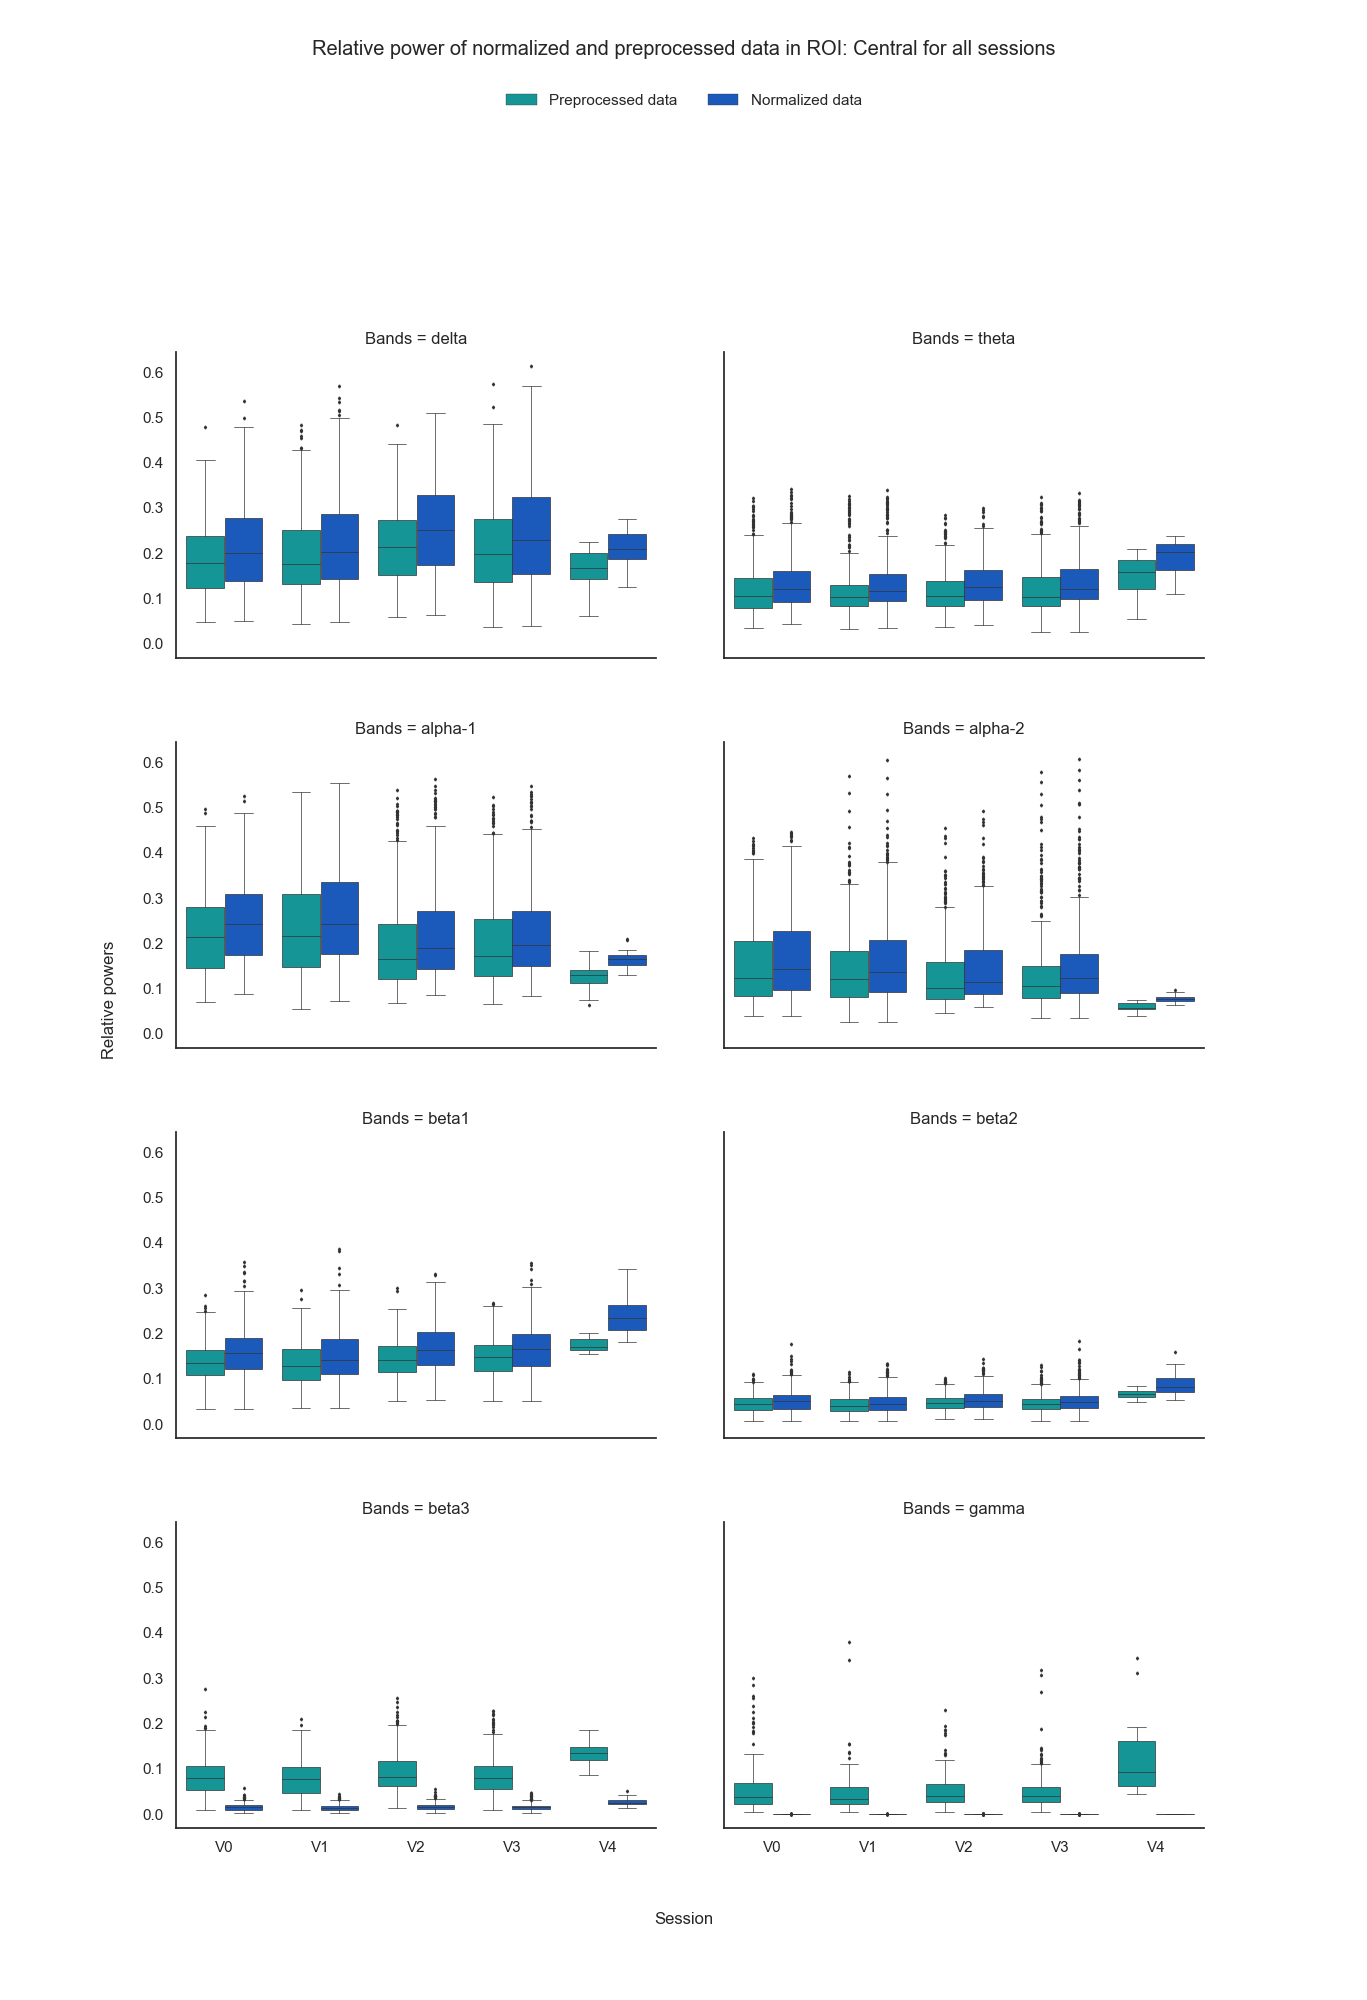 Relative power of normalized and preprocessed data in ROI: Central for all sessions
Preprocessed data
Normalized data
Bands = delta
Bands = theta
0.6
0.5
0.4
0.3
0.2
0.1
0.0
Bands = alpha-1
Bands = alpha-2
0.6
0.5
0.4
0.3
0.2
0.1
0.0
Relative powers
Bands = beta1
Bands = beta2
0.6
0.5
0.4
0.3
0.2
0.1
0.0
Bands = beta3
Bands = gamma
0.6
0.5
0.4
0.3
0.2
0.1
0.0
V0 V1 V2 V3 V4
V0 V1 V2 V3 V4
Session